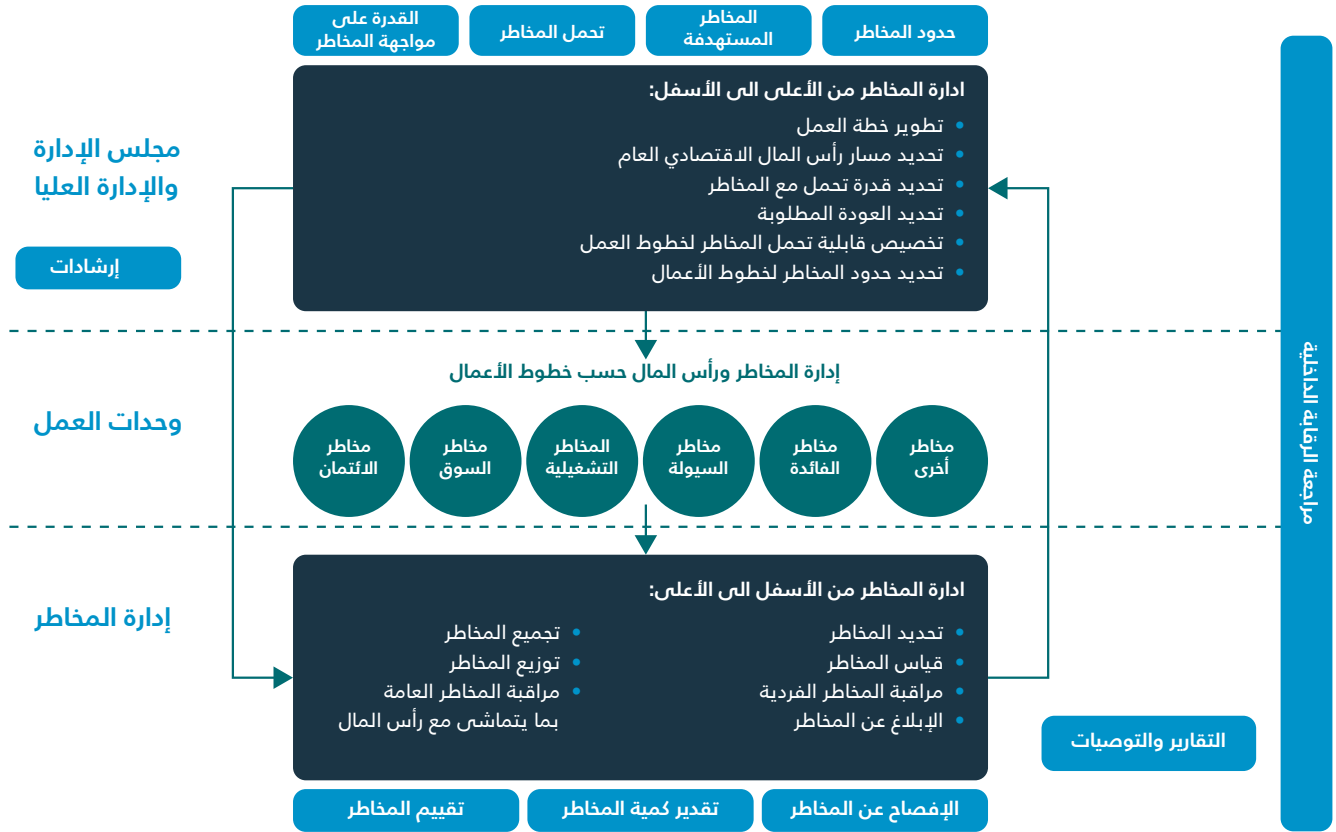 حدود المخاطر
المخاطر
المستهدفة
تحمل المخاطر
القدرة على
مواجهة المخاطر
ادارة المخاطر من الأعلى الى الأسفل:
• تطوير خطة العمل
• تحديد مسار رأس المال الاقتصادي العام
• تحديد قدرة تحمل مع المخاطر
• تحديد العودة المطلوبة
• تخصيص قابلية تحمل المخاطر لخطوط العمل
• تحديد حدود المخاطر لخطوط الأعمال
مجلس الإدارة
والإدارة العليا
إرشادات
مراجعة الرقابة الداخلية
إدارة المخاطر ورأس المال حسب خطوط الأعمال
وحدات العمل
مخاطر
أخرى
مخاطر
الفائدة
مخاطر
السيولة
المخاطر
التشغيلية
مخاطر
السوق
مخاطر
الائتمان
إدارة المخاطر
ادارة المخاطر من الأسفل الى الأعلى:
• تحديد المخاطر
• قياس المخاطر
• مراقبة المخاطر الفردية
• الإبلاغ عن المخاطر
• تجميع المخاطر
• توزيع المخاطر
• مراقبة المخاطر العامة
بما يتماشى مع رأس المال
التقارير والتوصيات
الإفصاح عن المخاطر
تقدير كمية المخاطر
تقييم المخاطر